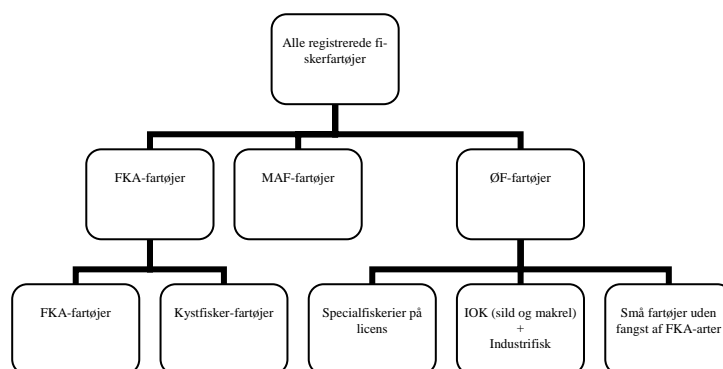 Alle registrerede fi-
skerfartøjer
FKA-fartøjer
MAF-fartøjer
ØF-fartøjer
FKA-fartøjer
Kystfisker-fartøjer
Specialfiskerier på
licens
IOK (sild og makrel)
+
Industrifisk
Små fartøjer uden
fangst af FKA-arter